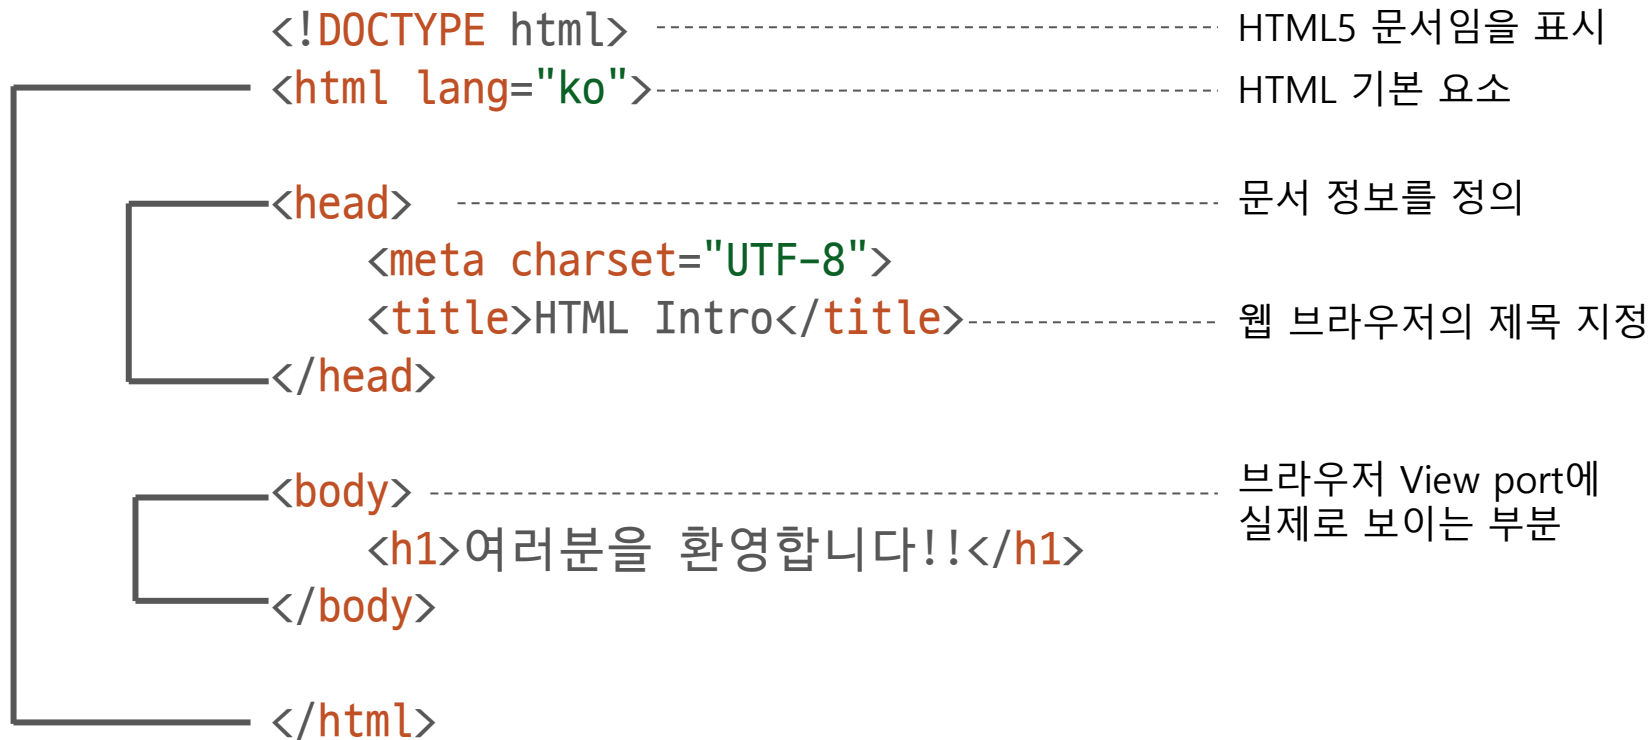 <!DOCTYPE html> HTML5 문서임을 표시
<html lang="ko"> HTML 기본 요소
<head> 문서 정보를 정의
<meta charset="UTF-8">
<title>HTML Intro</title> 웹 브라우저의 제목 지정
</head>
<body> 브라우저 View port에
실제로 보이는 부분
<h1>여러분을 환영합니다!!</h1>
</body>
</html>